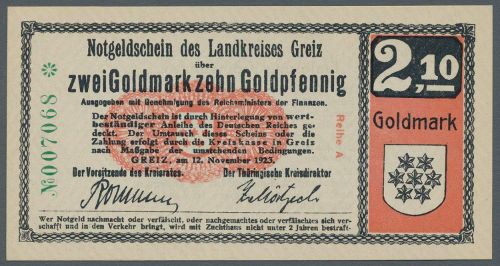 Notgeldschein des Landkreises Greiz
über
zwei Goldmark zehn Goldpfennig
Ausgegeben mit Genehmigung des Reichsministers der Finanzen.
Der Notgeldschein ist durch Hinterlegung von wert-
beständiger Anleihe des Deutschen Reiches ge-
deckt. Der Umtausch dieses Scheins oder die
Zahlung erfolgt durch die Kreiskasse in Greiz
nach Maßgabe der umstehenden Bedingungen.
GREIZ, am 12. November 1923.
Der Vorsitzende des Kreisrates.
Der Thüringische Kreisdirektor
Wer Notgeld nachmacht oder verfälscht, oder nachgemachtes oder verfälschtes sich ver-
schafft und in den Verkehr bringt, wird mit Zuchthaus nicht unter 2 Jahren bestraft.
№007068 *
Reihe A
2,10
Goldmark